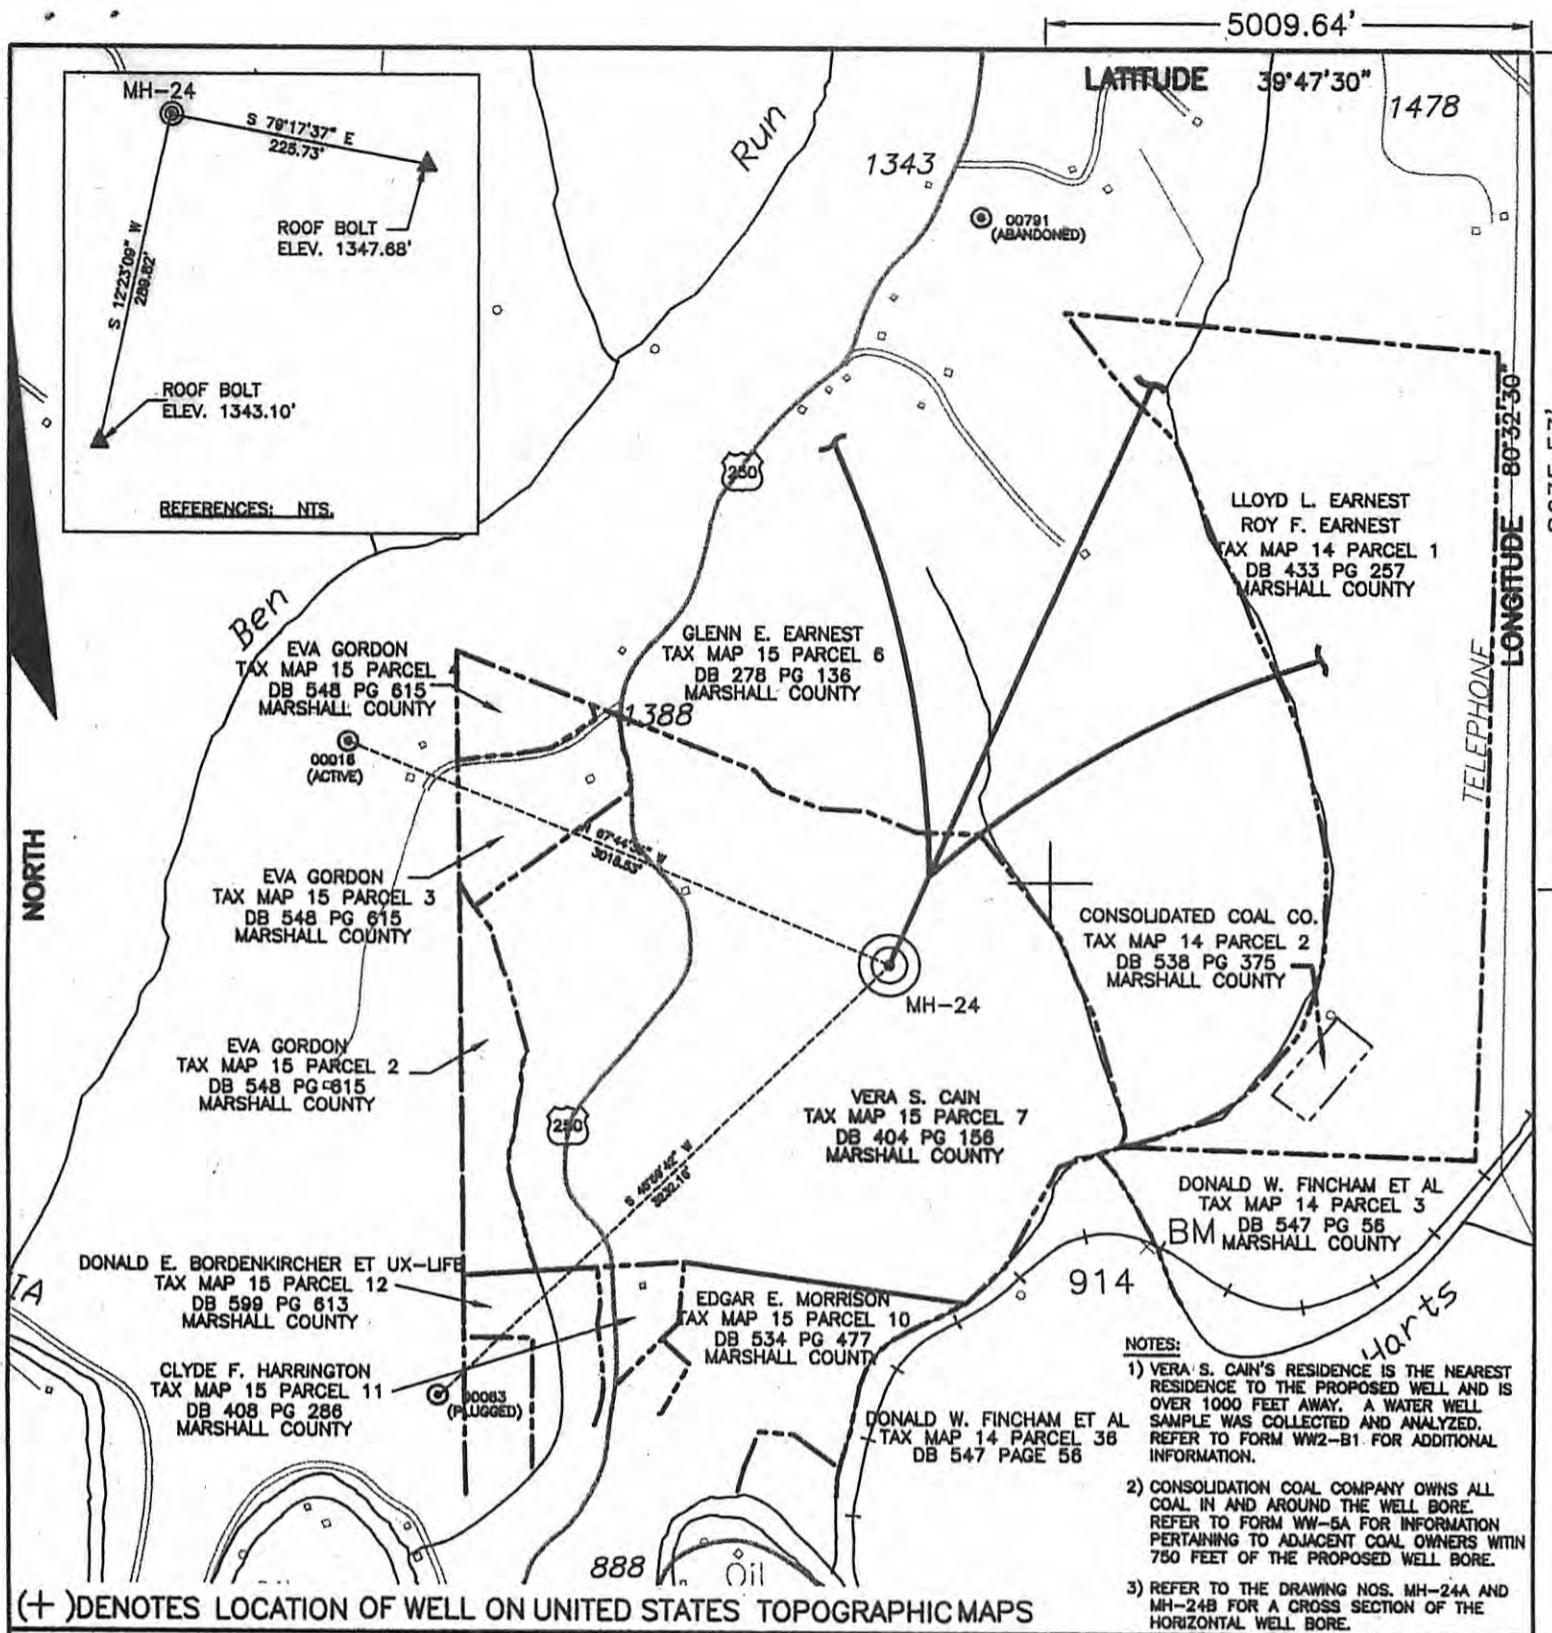 5009.64'
LATITUDE 39°47'30"
1478
MH-24
S 79°17'37" E
225.73'
ROOF BOLT
ELEV. 1347.68'
S 12°23'09" W
289.82'
ROOF BOLT
ELEV. 1343.10'
REFERENCES: NTS.
Run
1343
00791
(ABANDONED)
250
LONGITUDE 80°32'30"
LLOYD L. EARNEST
ROY F. EARNEST
TAX MAP 14 PARCEL 1
DB 433 PG 257
MARSHALL COUNTY
Ben
EVA GORDON
TAX MAP 15 PARCEL
DB 548 PG 615
MARSHALL COUNTY
GLENN E. EARNEST
TAX MAP 15 PARCEL 6
DB 278 PG 136
MARSHALL COUNTY
1388
TELEPHONE
00016
(ACTIVE)
3018.53'
NORTH
EVA GORDON
TAX MAP 15 PARCEL 3
DB 548 PG 615
MARSHALL COUNTY
CONSOLIDATED COAL CO.
TAX MAP 14 PARCEL 2
DB 538 PG 375
MARSHALL COUNTY
MH-24
EVA GORDON
TAX MAP 15 PARCEL 2
DB 548 PG 615
MARSHALL COUNTY
250
VERA S. CAIN
TAX MAP 15 PARCEL 7
DB 404 PG 156
MARSHALL COUNTY
3232.16'
DONALD W. FINCHAM ET AL
TAX MAP 14 PARCEL 3
DB 547 PG 56
MARSHALL COUNTY
BM
914
Harts
DONALD E. BORDENKIRCHER ET UX-LIFE
TAX MAP 15 PARCEL 12
DB 599 PG 613
MARSHALL COUNTY
IA
EDGAR E. MORRISON
TAX MAP 15 PARCEL 10
DB 534 PG 477
MARSHALL COUNTY
CLYDE F. HARRINGTON
TAX MAP 15 PARCEL 11
DB 408 PG 286
MARSHALL COUNTY
00083
(PLUGGED)
DONALD W. FINCHAM ET AL
TAX MAP 14 PARCEL 36
DB 547 PAGE 56
NOTES:
1) VERA S. CAIN'S RESIDENCE IS THE NEAREST
RESIDENCE TO THE PROPOSED WELL AND IS
OVER 1000 FEET AWAY. A WATER WELL
SAMPLE WAS COLLECTED AND ANALYZED.
REFER TO FORM WW2-B1 FOR ADDITIONAL
INFORMATION.
2) CONSOLIDATION COAL COMPANY OWNS ALL
COAL IN AND AROUND THE WELL BORE.
REFER TO FORM WW-5A FOR INFORMATION
PERTAINING TO ADJACENT COAL OWNERS WITIN
750 FEET OF THE PROPOSED WELL BORE.
3) REFER TO THE DRAWING NOS. MH-24A AND
MH-24B FOR A CROSS SECTION OF THE
HORIZONTAL WELL BORE.
888
Oil
(+)DENOTES LOCATION OF WELL ON UNITED STATES TOPOGRAPHIC MAPS